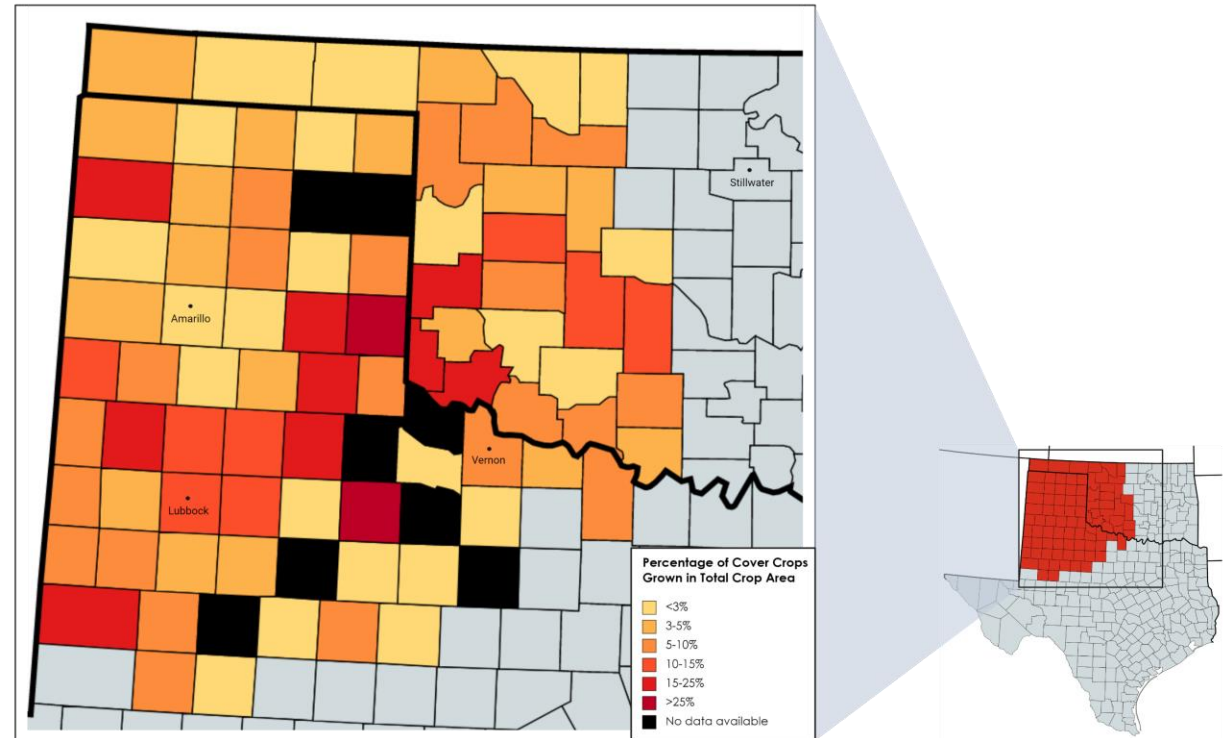 Stillwater
Amarillo
Vernon
Lubbock
Percentage of Cover Crops
Grown in Total Crop Area
<3%
3-5%
5-10%
10-15%
15-25%
>25%
No data available